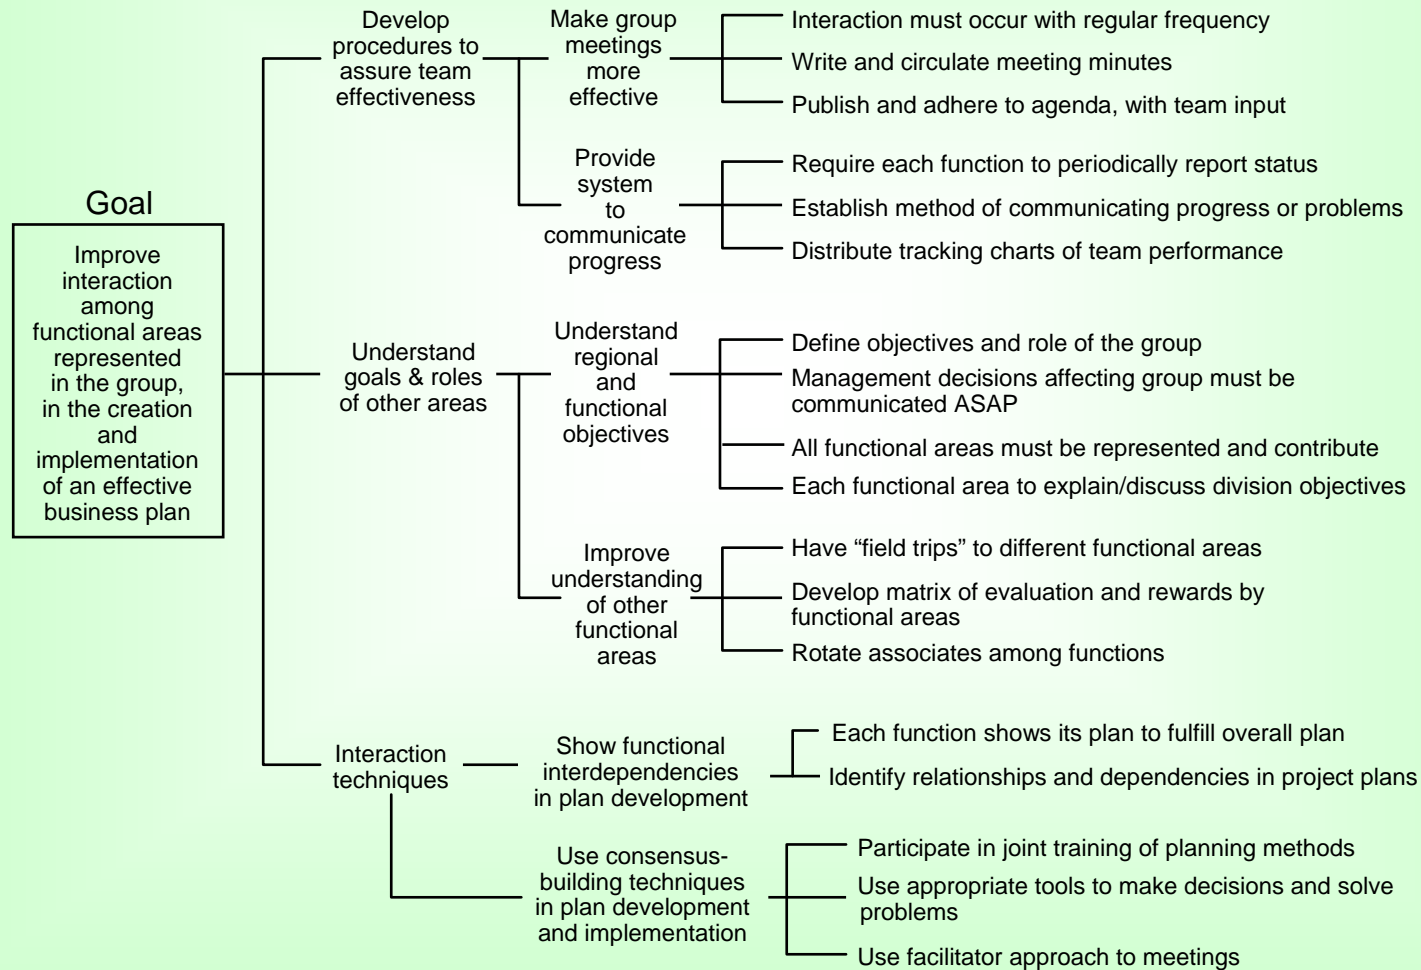 Goal
Improve
interaction
among
functional areas
represented
in the group,
in the creation
and
implementation
of an effective
business plan
Develop
procedures to
assure team
effectiveness
Make group
meetings
more
effective
Interaction must occur with regular frequency
Write and circulate meeting minutes
Publish and adhere to agenda, with team input
Provide
system
to
communicate
progress
Require each function to periodically report status
Establish method of communicating progress or problems
Distribute tracking charts of team performance
Understand
goals & roles
of other areas
Understand
regional
and
functional
objectives
Define objectives and role of the group
Management decisions affecting group must be
communicated ASAP
All functional areas must be represented and contribute
Each functional area to explain/discuss division objectives
Improve
understanding
of other
functional
areas
Have “field trips” to different functional areas
Develop matrix of evaluation and rewards by
functional areas
Rotate associates among functions
Interaction
techniques
Show functional
interdependencies
in plan development
Each function shows its plan to fulfill overall plan
Identify relationships and dependencies in project plans
Use consensus-
building techniques
in plan development
and implementation
Participate in joint training of planning methods
Use appropriate tools to make decisions and solve
problems
Use facilitator approach to meetings